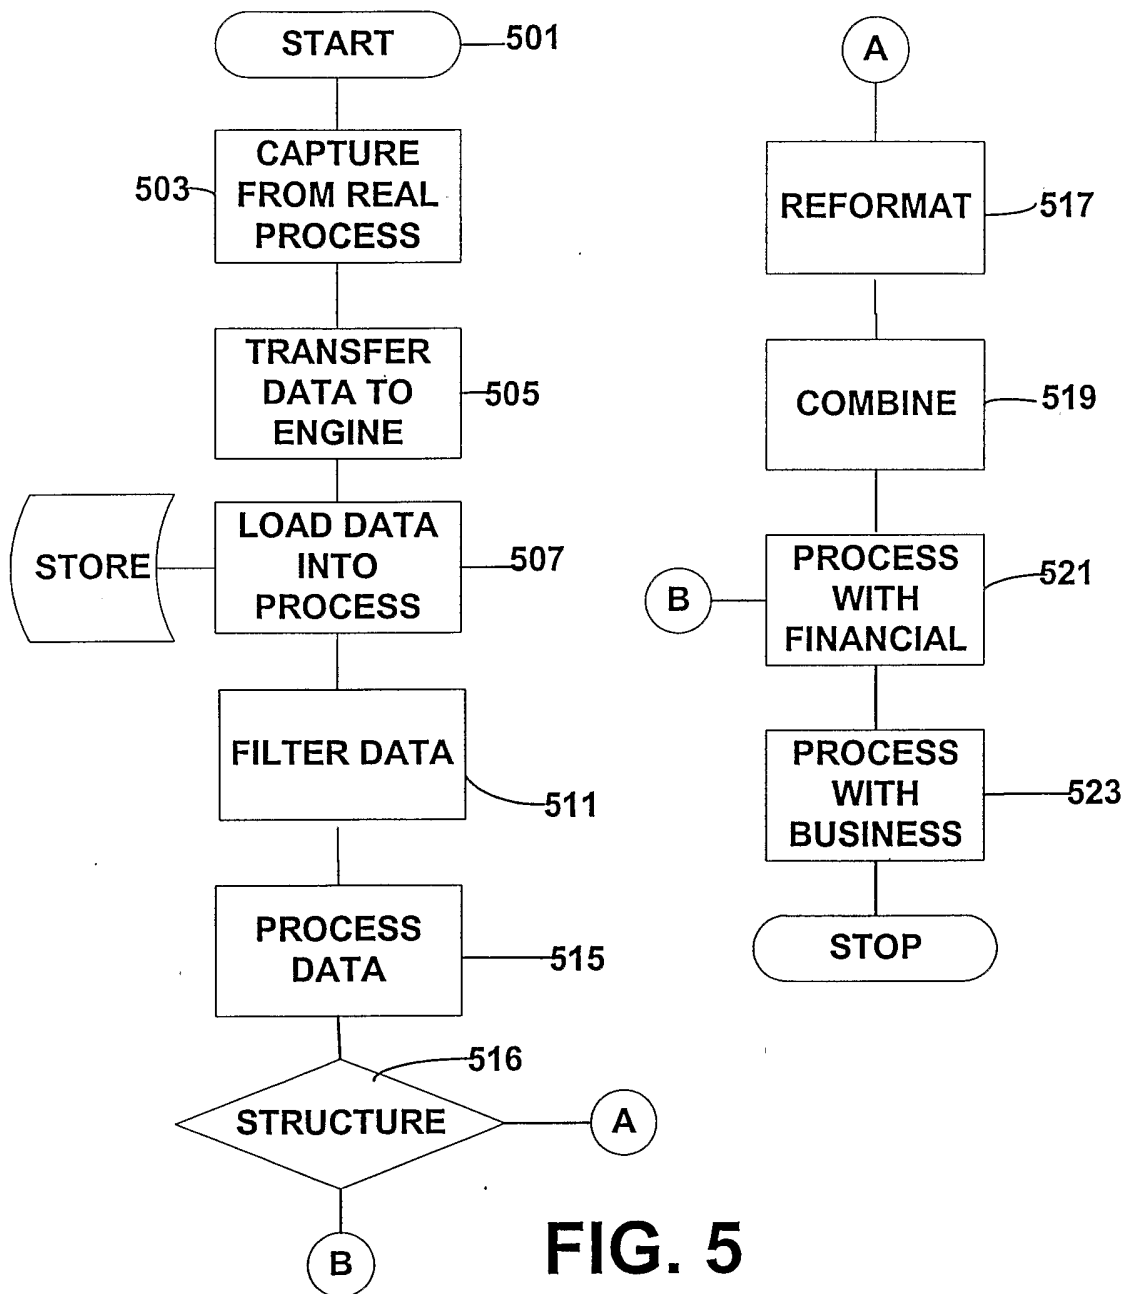 START
501
CAPTURE
FROM REAL
PROCESS
503
TRANSFER
DATA TO
ENGINE
505
STORE
LOAD DATA
INTO
PROCESS
507
FILTER DATA
511
PROCESS
DATA
515
516
STRUCTURE
A
B
A
REFORMAT
517
COMBINE
519
B
PROCESS
WITH
FINANCIAL
521
PROCESS
WITH
BUSINESS
523
STOP
FIG. 5